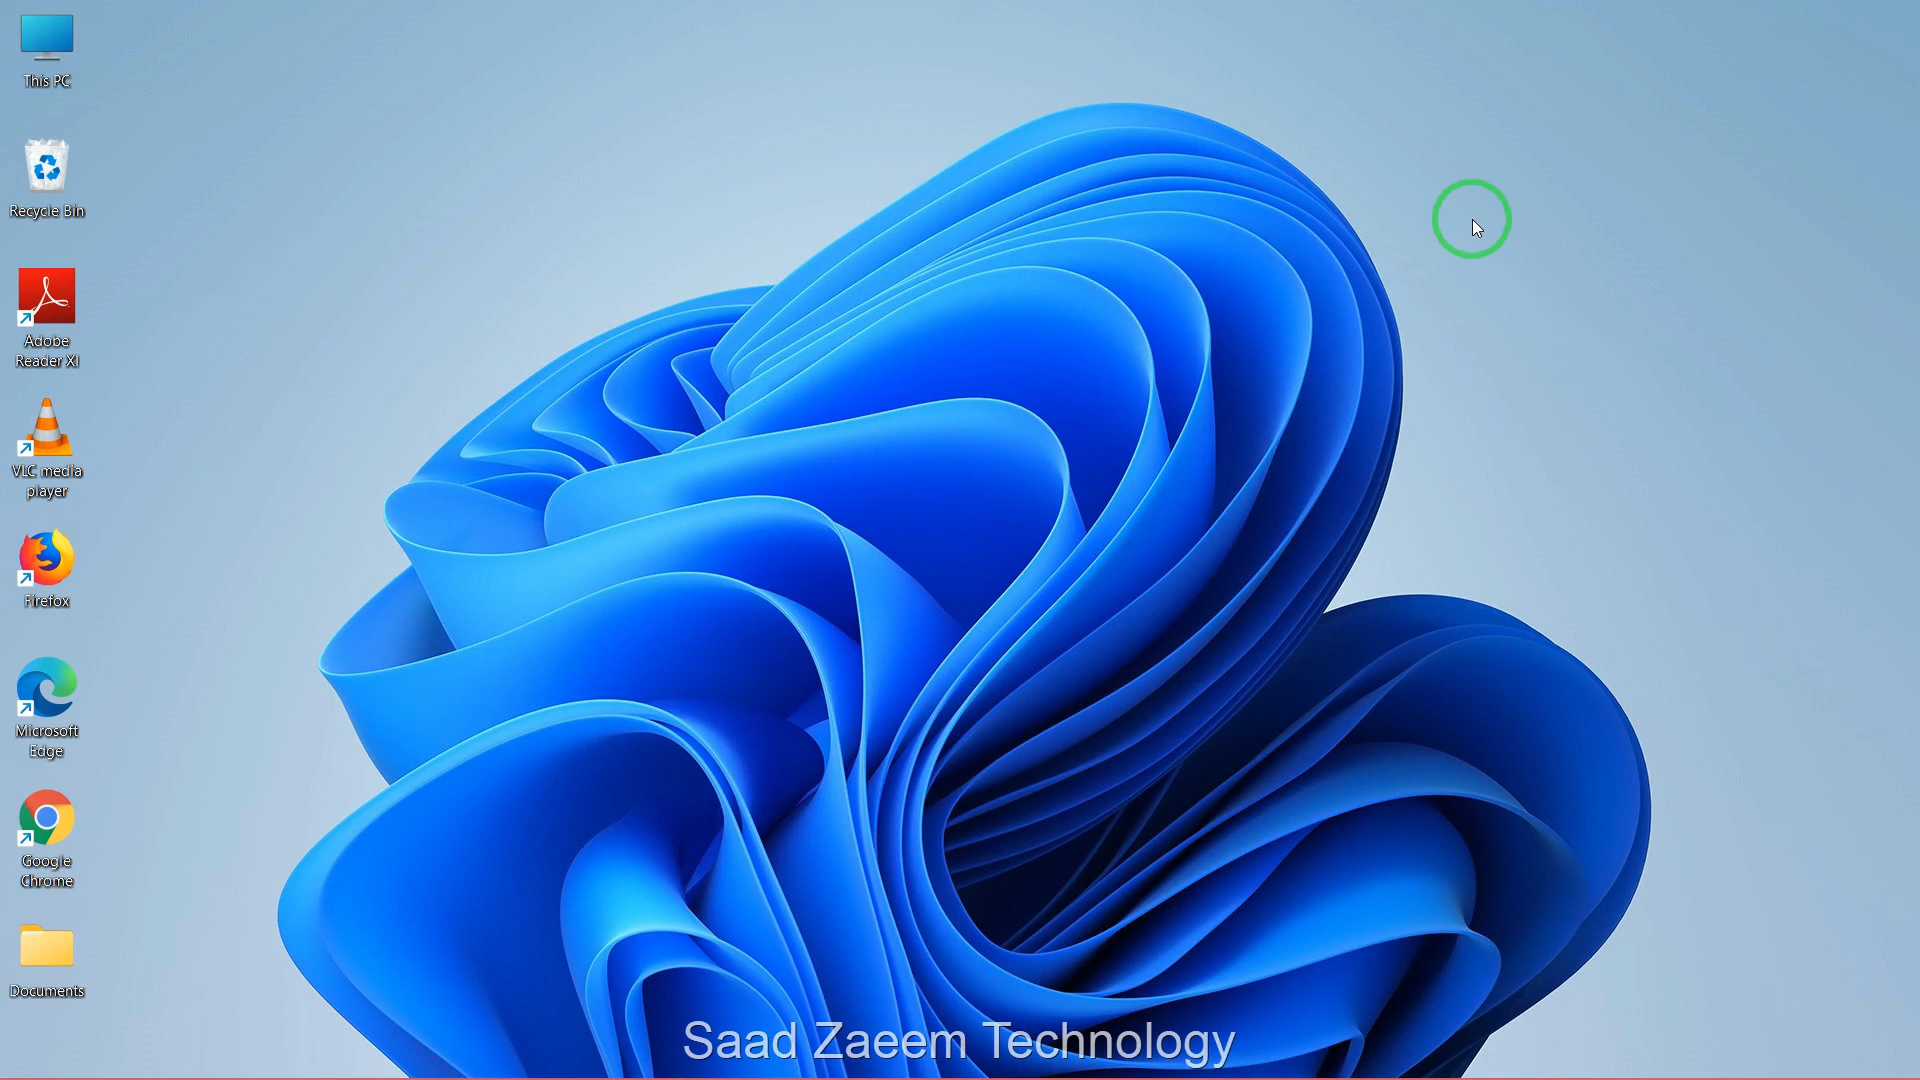 This PC
Recycle Bin
Adobe
Reader XI
VLC media
player
Firefox
Microsoft
Edge
Google
Chrome
Documents
Saad Zaeem Technology